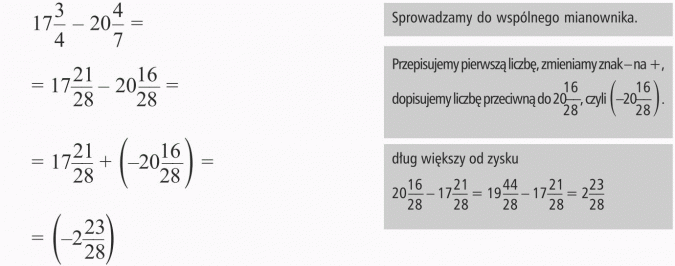 17 3/4 – 20 4/7 =
= 17 21/28 – 20 16/28 =
= 17 21/28 + (–20 16/28) =
= (–2 23/28)
Sprowadzamy do wspólnego mianownika.
Przepisujemy pierwszą liczbę, zmieniamy znak – na +,
dopisujemy liczbę przeciwną do 20 16/28, czyli (–20 16/28).
dług większy od zysku
20 16/28 – 17 21/28 = 19 44/28 – 17 21/28 = 2 23/28